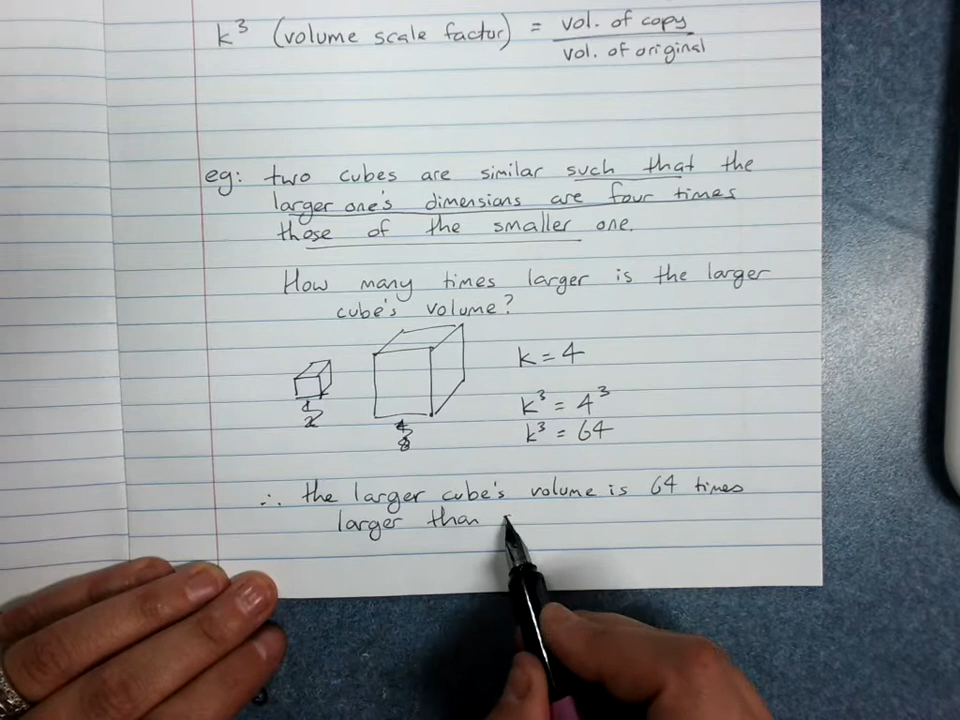 k³ (volume scale factor) = vol. of copy / vol. of original
eg: two cubes are similar such that the
larger one's dimensions are four times
those of the smaller one.
How many times larger is the larger
cube's volume?
k = 4
k³ = 4³
k³ = 64
∴ the larger cube's volume is 64 times
larger than